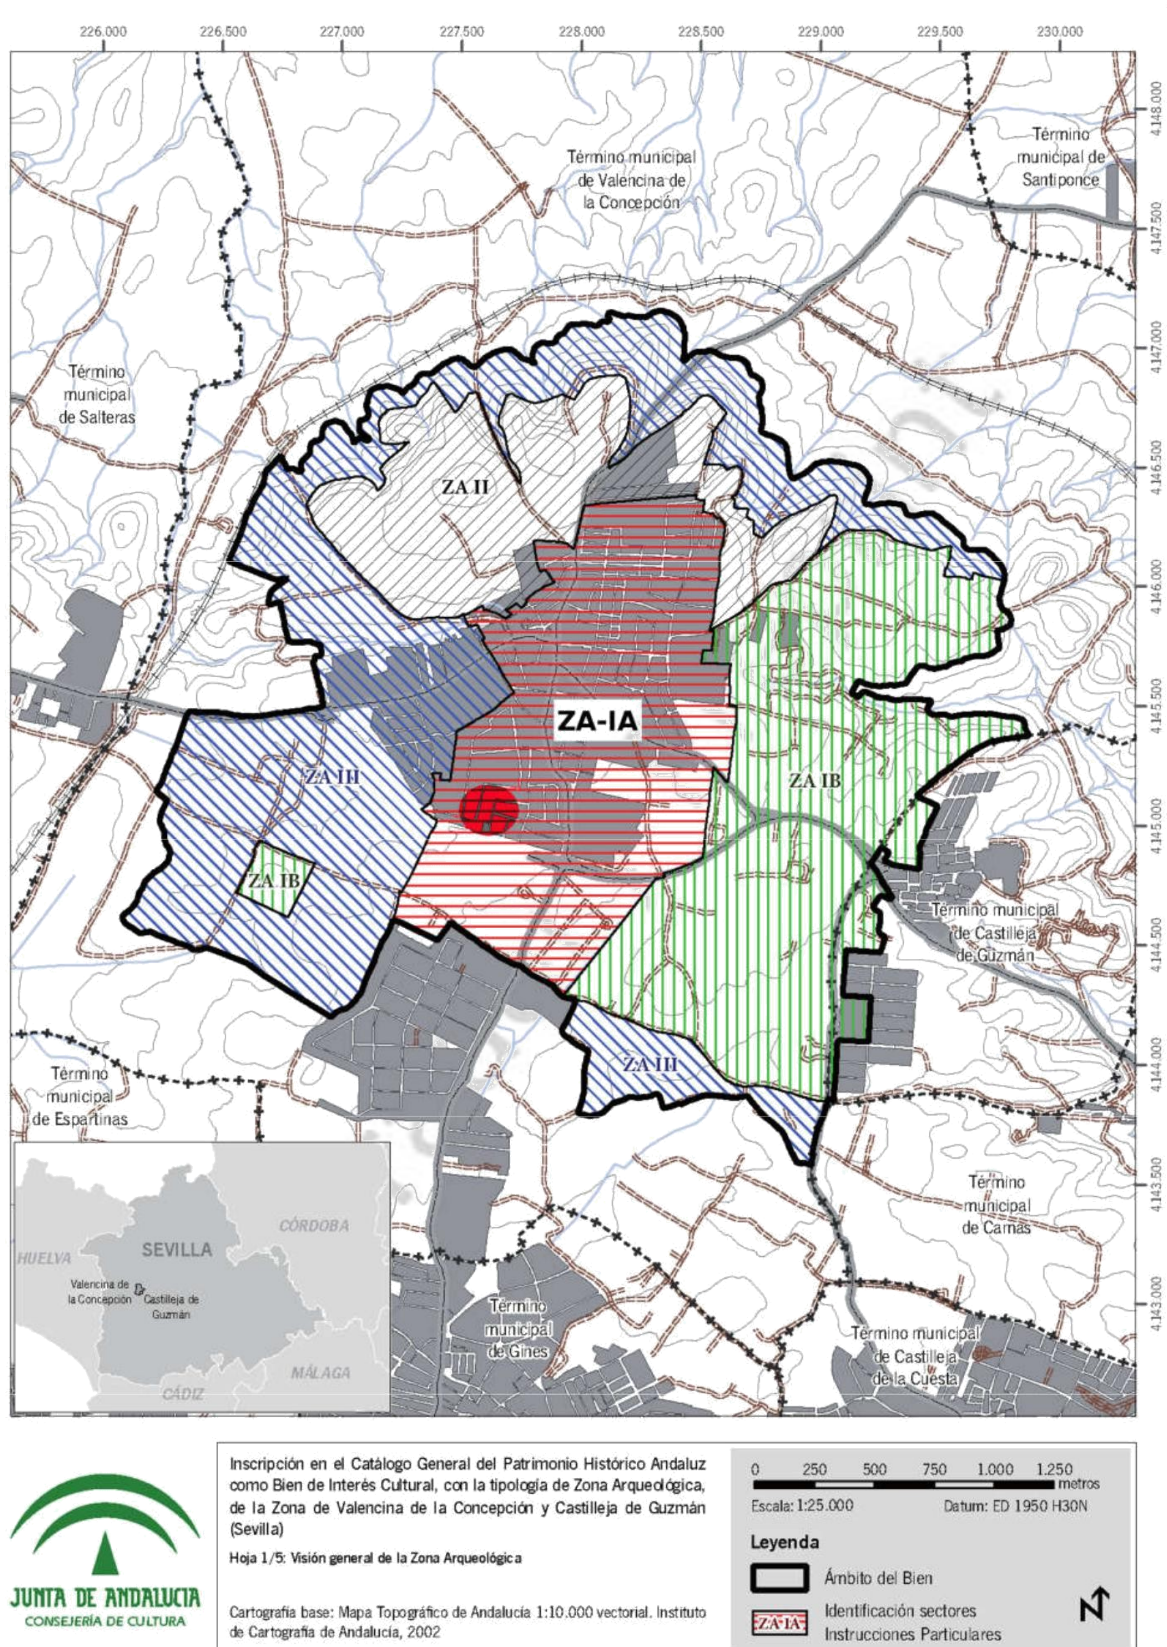 226.000 226.500 227.000 227.500 228.000 228.500 229.000 229.500 230.000
4.148.000
4.147.500
4.147.000
4.146.500
4.146.000
4.145.500
4.145.000
4.144.500
4.144.000
4.143.500
4.143.000
Término
municipal de
Santiponce
Término municipal
de Valencina de
la Concepción
Término
municipal
de Salteras
ZA II
ZA-IA
ZA III
ZA IB
ZA IB
Término municipal
de Castilleja
de Guzmán
ZA III
Término
municipal
de Espartinas
Término
municipal
de Camas
Término
municipal
de Gines
Término municipal
de Castilleja
de la Cuesta
CÓRDOBA
SEVILLA
HUELVA
Valencina de
la Concepción
Castilleja de
Guzmán
MÁLAGA
CÁDIZ
JUNTA DE ANDALUCIA
CONSEJERÍA DE CULTURA
Inscripción en el Catálogo General del Patrimonio Histórico Andaluz
como Bien de Interés Cultural, con la tipología de Zona Arqueológica,
de la Zona de Valencina de la Concepción y Castilleja de Guzmán
(Sevilla)
Hoja 1/5: Visión general de la Zona Arqueológica
Cartografía base: Mapa Topográfico de Andalucía 1:10.000 vectorial. Instituto
de Cartografía de Andalucía, 2002
0 250 500 750 1.000 1.250
metros
Escala: 1:25.000 Datum: ED 1950 H30N
Leyenda
Ámbito del Bien
ZA-IA
Identificación sectores
Instrucciones Particulares
N